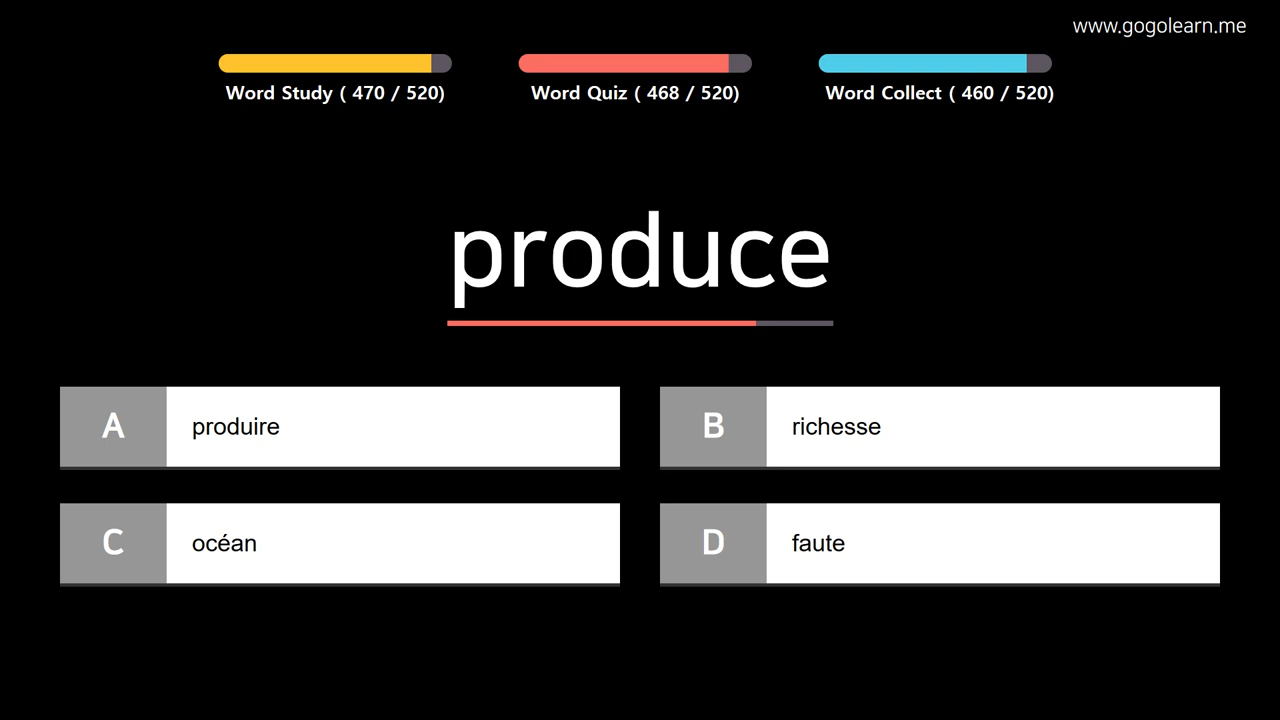 www.gogolearn.me
Word Study ( 470 / 520)
Word Quiz ( 468 / 520)
Word Collect ( 460 / 520)
produce
A
produire
B
richesse
C
océan
D
faute